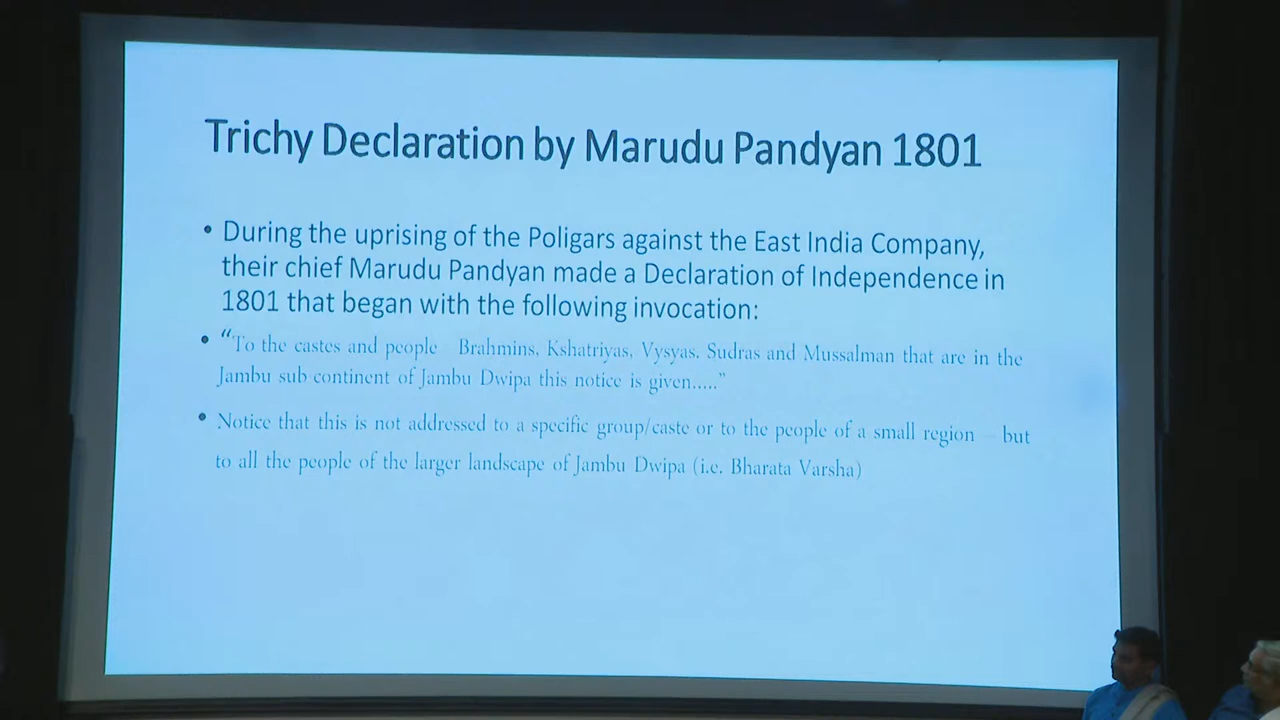 Trichy Declaration by Marudu Pandyan 1801
• During the uprising of the Poligars against the East India Company,
their chief Marudu Pandyan made a Declaration of Independence in
1801 that began with the following invocation:
• “To the castes and people Brahmins, Kshatriyas, Vysyas. Sudras and Mussalman that are in the
Jambu sub continent of Jambu Dwipa this notice is given.....”
• Notice that this is not addressed to a specific group/caste or to the people of a small region – but
to all the people of the larger landscape of Jambu Dwipa (i.e. Bharata Varsha)